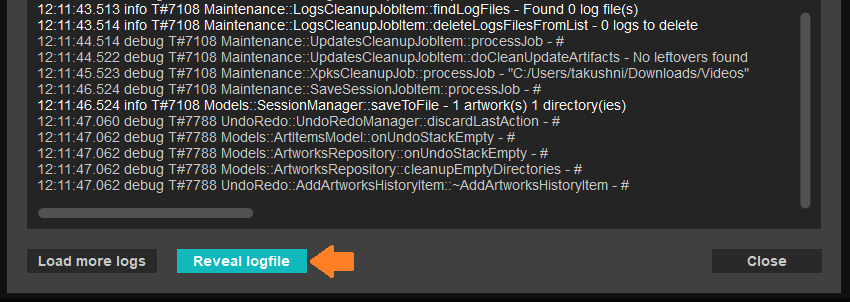 12:11:43.513 info T#7108 Maintenance::LogsCleanupJobItem::findLogFiles - Found 0 log file(s)
12:11:43.514 info T#7108 Maintenance::LogsCleanupJobItem::deleteLogsFilesFromList - 0 logs to delete
12:11:44.514 debug T#7108 Maintenance::UpdatesCleanupJobItem::processJob - #
12:11:44.522 debug T#7108 Maintenance::UpdatesCleanupJobItem::doCleanUpdateArtifacts - No leftovers found
12:11:45.523 debug T#7108 Maintenance::XpksCleanupJob::processJob - "C:/Users/takushni/Downloads/Videos"
12:11:46.524 debug T#7108 Maintenance::SaveSessionJobItem::processJob - #
12:11:46.524 info T#7108 Models::SessionManager::saveToFile - 1 artwork(s) 1 directory(ies)
12:11:47.060 debug T#7788 UndoRedo::UndoRedoManager::discardLastAction - #
12:11:47.062 debug T#7788 Models::ArtItemsModel::onUndoStackEmpty - #
12:11:47.062 debug T#7788 Models::ArtworksRepository::onUndoStackEmpty - #
12:11:47.062 debug T#7788 Models::ArtworksRepository::cleanupEmptyDirectories - #
12:11:47.062 debug T#7788 UndoRedo::AddArtworksHistoryItem::~AddArtworksHistoryItem - #
Load more logs
Reveal logfile
Close